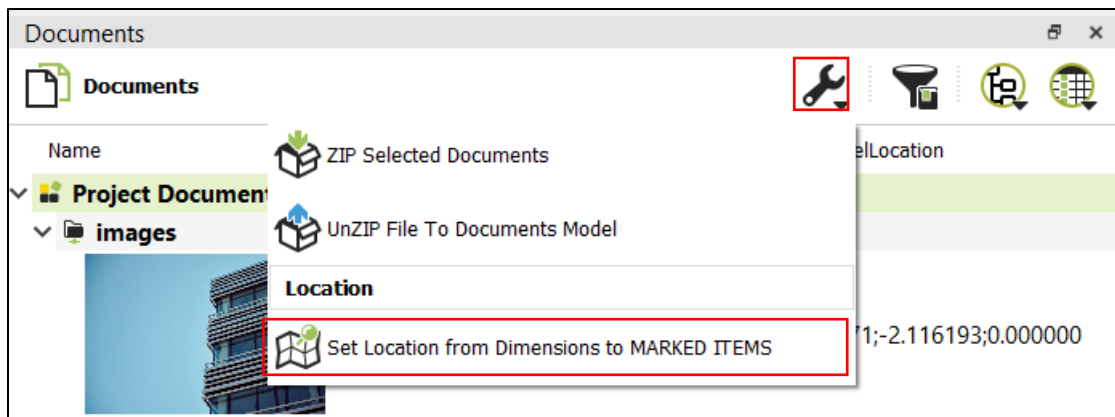 Documents
Documents
Name
elLocation
ZIP Selected Documents
Project Documen
UnZIP File To Documents Model
images
Location
Set Location from Dimensions to MARKED ITEMS
71;-2.116193;0.000000